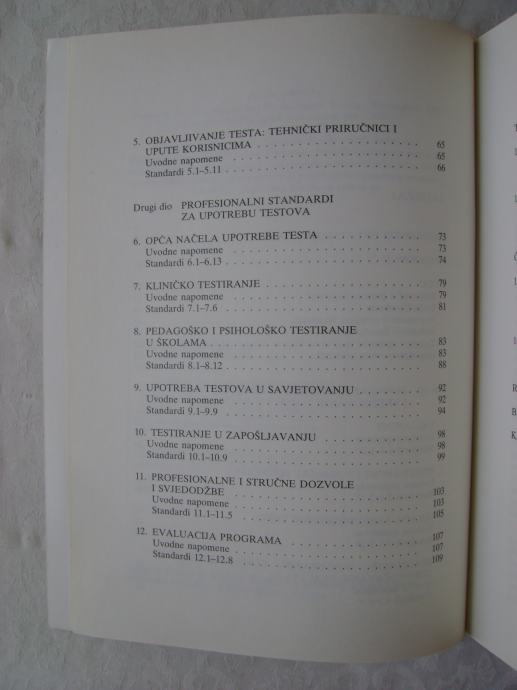 5. OBJAVLJIVANJE TESTA: TEHNIČKI PRIRUČNICI I
UPUTE KORISNICIMA . . . . . . . . . . . . . . . . . 65
Uvodne napomene . . . . . . . . . . . . . . . . . 65
Standardi 5.1–5.11 . . . . . . . . . . . . . . . . . 66
Drugi dio PROFESIONALNI STANDARDI
ZA UPOTREBU TESTOVA
6. OPĆA NAČELA UPOTREBE TESTA . . . . . . . . . . . 73
Uvodne napomene . . . . . . . . . . . . . . . . . 73
Standardi 6.1–6.13 . . . . . . . . . . . . . . . . . 74
7. KLINIČKO TESTIRANJE . . . . . . . . . . . . . . . . . 79
Uvodne napomene . . . . . . . . . . . . . . . . . 79
Standardi 7.1–7.6 . . . . . . . . . . . . . . . . . 81
8. PEDAGOŠKO I PSIHOLOŠKO TESTIRANJE
U ŠKOLAMA . . . . . . . . . . . . . . . . . 83
Uvodne napomene . . . . . . . . . . . . . . . . . 83
Standardi 8.1–8.12 . . . . . . . . . . . . . . . . . 88
9. UPOTREBA TESTOVA U SAVJETOVANJU . . . . . . . . 92
Uvodne napomene . . . . . . . . . . . . . . . . . 92
Standardi 9.1–9.9 . . . . . . . . . . . . . . . . . 94
10. TESTIRANJE U ZAPOŠLJAVANJU . . . . . . . . . . . 98
Uvodne napomene . . . . . . . . . . . . . . . . . 98
Standardi 10.1–10.9 . . . . . . . . . . . . . . . . . 99
11. PROFESIONALNE I STRUČNE DOZVOLE
I SVJEDODŽBE . . . . . . . . . . . . . . . . . 103
Uvodne napomene . . . . . . . . . . . . . . . . . 103
Standardi 11.1–11.5 . . . . . . . . . . . . . . . . . 105
12. EVALUACIJA PROGRAMA . . . . . . . . . . . . . . . 107
Uvodne napomene . . . . . . . . . . . . . . . . . 107
Standardi 12.1–12.8 . . . . . . . . . . . . . . . . . 109